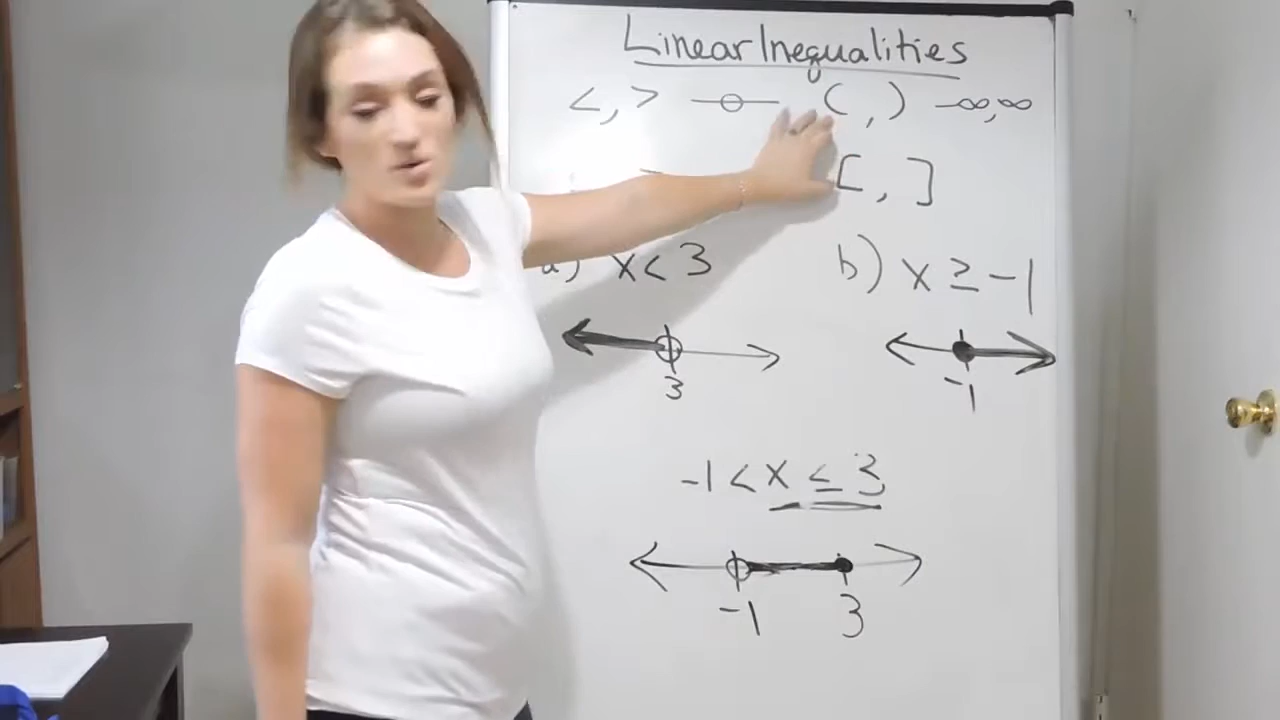 Linear Inequalities
<, > ( , ) -∞,∞
[ , ]
a) x < 3 b) x ≥ -1
3 -1
-1 < x ≤ 3
-1 3